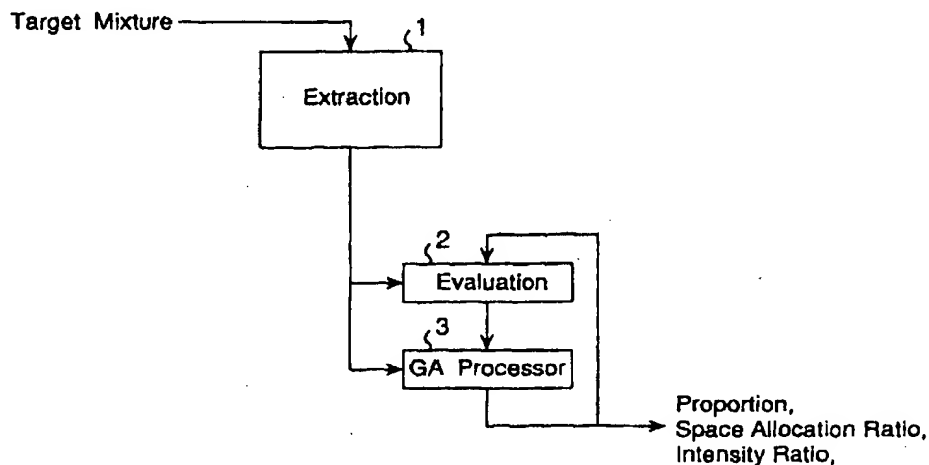 Target Mixture
1
Extraction
2
Evaluation
3
GA Processor
Proportion,
Space Allocation Ratio,
Intensity Ratio,